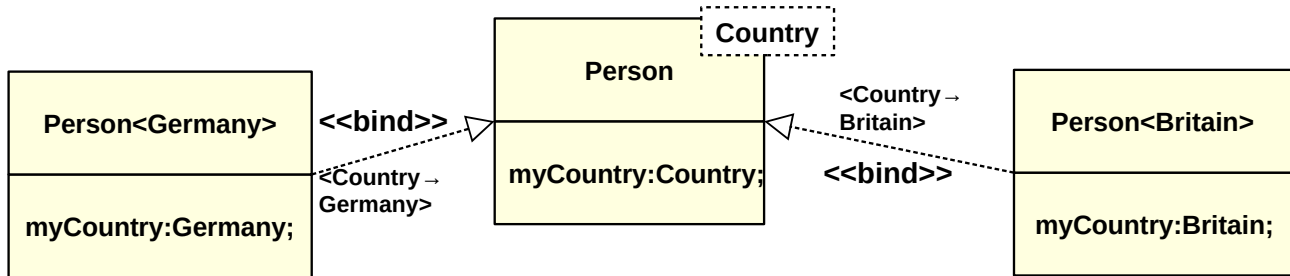 Country
Person
myCountry:Country;
Person<Germany>
myCountry:Germany;
<<bind>>
<Country→
Germany>
<Country→
Britain>
<<bind>>
Person<Britain>
myCountry:Britain;